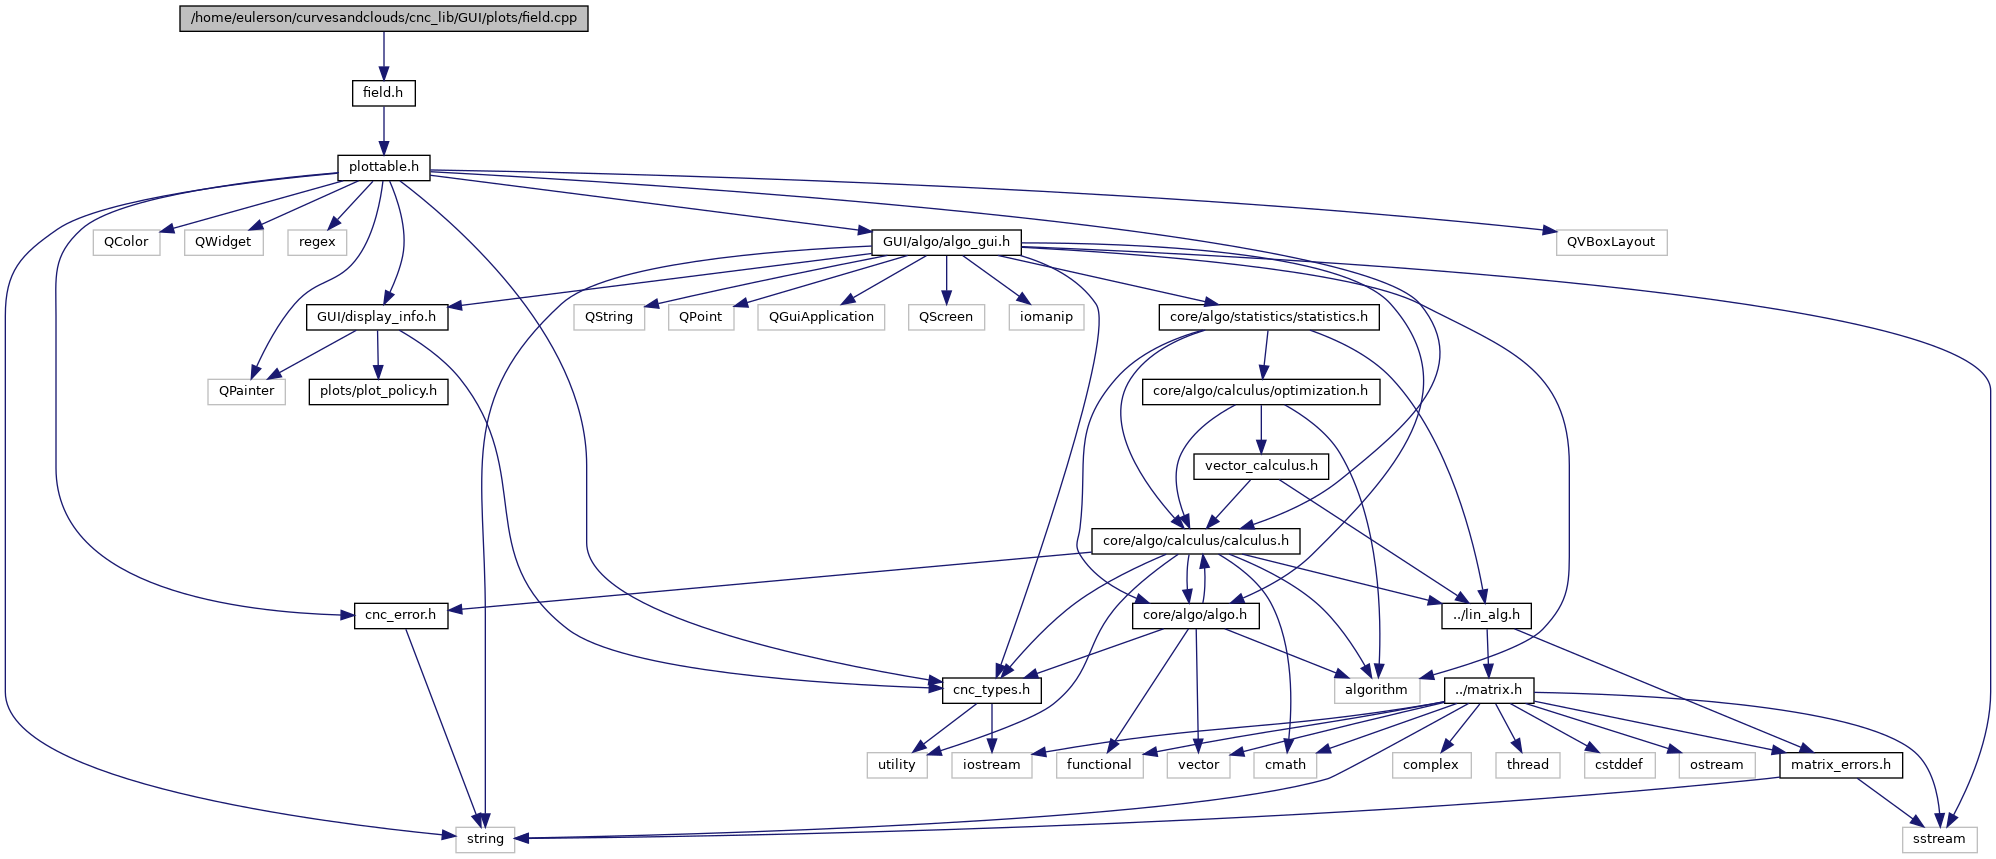 /home/eulerson/curvesandclouds/cnc_lib/GUI/plots/field.cpp
field.h
plottable.h
QColor
QWidget
regex
GUI/algo/algo_gui.h
QVBoxLayout
GUI/display_info.h
QString
QPoint
QGuiApplication
QScreen
iomanip
core/algo/statistics/statistics.h
QPainter
plots/plot_policy.h
core/algo/calculus/optimization.h
vector_calculus.h
core/algo/calculus/calculus.h
cnc_error.h
core/algo/algo.h
../lin_alg.h
cnc_types.h
algorithm
../matrix.h
utility
iostream
functional
vector
cmath
complex
thread
cstddef
ostream
matrix_errors.h
string
sstream